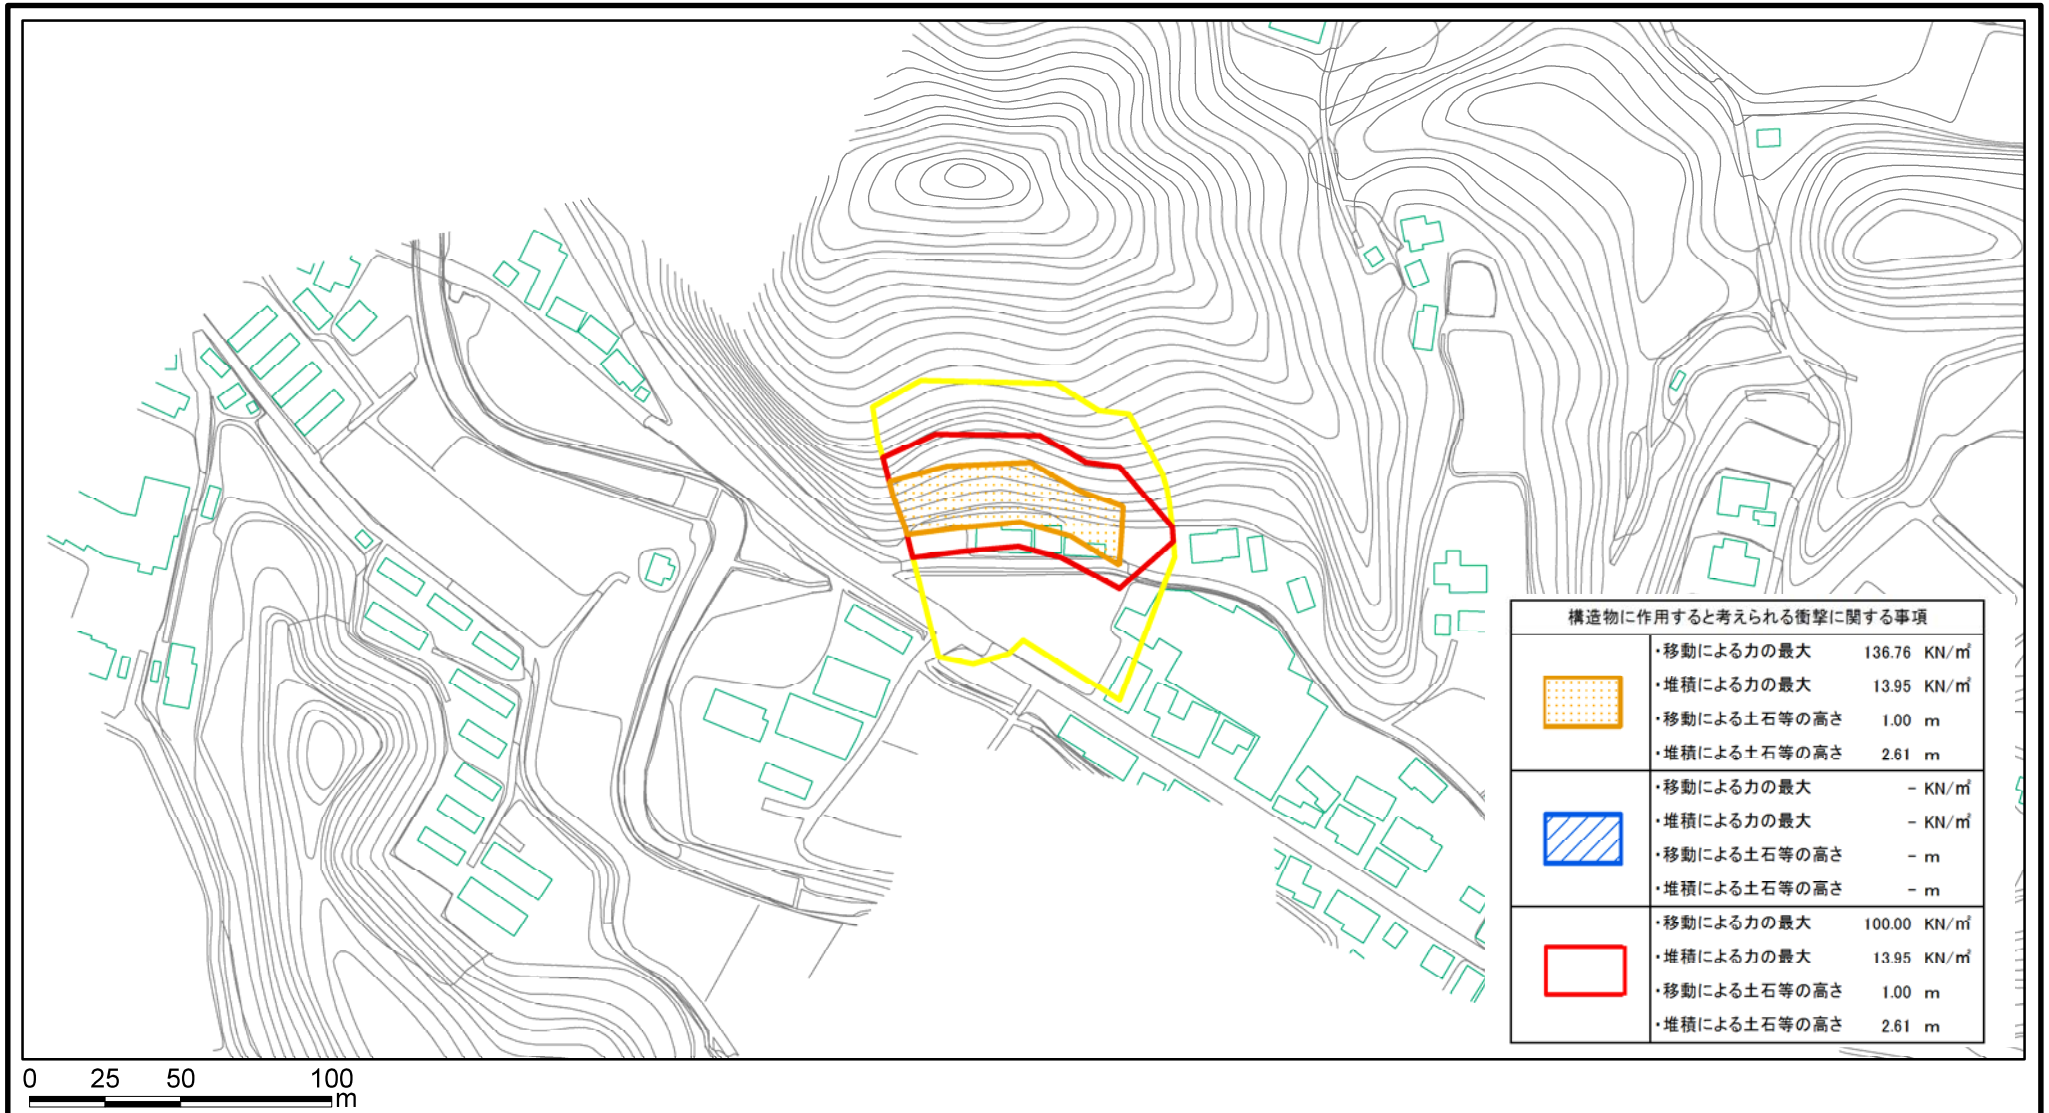 構造物に作用すると考えられる衝撃に関する事項
・移動による力の最大 136.76 KN/㎡
・堆積による力の最大 13.95 KN/㎡
・移動による土石等の高さ 1.00 m
・堆積による土石等の高さ 2.61 m
・移動による力の最大 - KN/㎡
・堆積による力の最大 - KN/㎡
・移動による土石等の高さ - m
・堆積による土石等の高さ - m
・移動による力の最大 100.00 KN/㎡
・堆積による力の最大 13.95 KN/㎡
・移動による土石等の高さ 1.00 m
・堆積による土石等の高さ 2.61 m
0 25 50 100
m